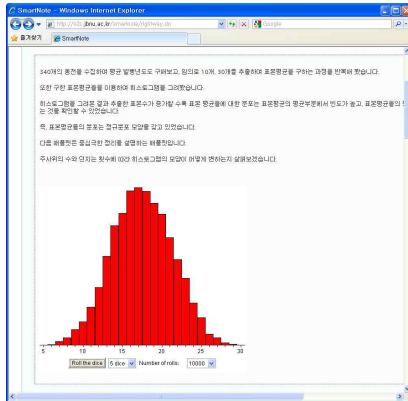 SmartNote - Windows Internet Explorer
jbnu.ac.kr/smartnote/
Google
즐겨찾기 SmartNote
340개의 동전을 수집하여 평균 발행년도도 구해보고, 임의로 10개, 30개를 추출하여 표본평균을 구하는 과정을 반복해 봤습니다.
또한 구한 표본평균들을 이용하여 히스토그램을 그려봤습니다.
히스토그램을 그려본 결과 추출한 표본수가 증가할 수록 표본 평균들에 대한 분포는 표본평균의 평균부분에서 빈도가 높고, 표본평균들의
는 것을 확인할 수 있었습니다.
즉, 표본평균들의 분포는 정규분포 모양을 갖고 있었습니다.
다음 애플릿은 중심극한 정리를 설명하는 애플릿입니다.
주사위의 수와 던지는 횟수에 따라 히스토그램의 모양이 어떻게 변하는지 살펴보겠습니다.
5 10 15 20 25 30
Roll the dice 5 dice Number of rolls: 10000